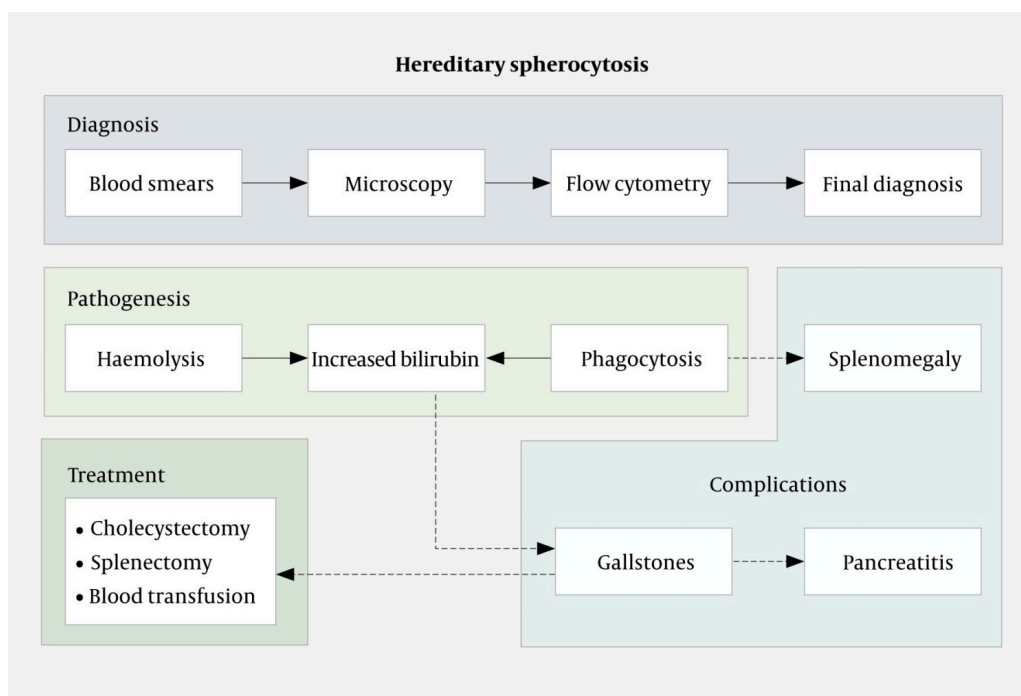 Hereditary spherocytosis
Diagnosis
Blood smears
Microscopy
Flow cytometry
Final diagnosis
Pathogenesis
Haemolysis
Increased bilirubin
Phagocytosis
Splenomegaly
Treatment
• Cholecystectomy
• Splenectomy
• Blood transfusion
Complications
Gallstones
Pancreatitis